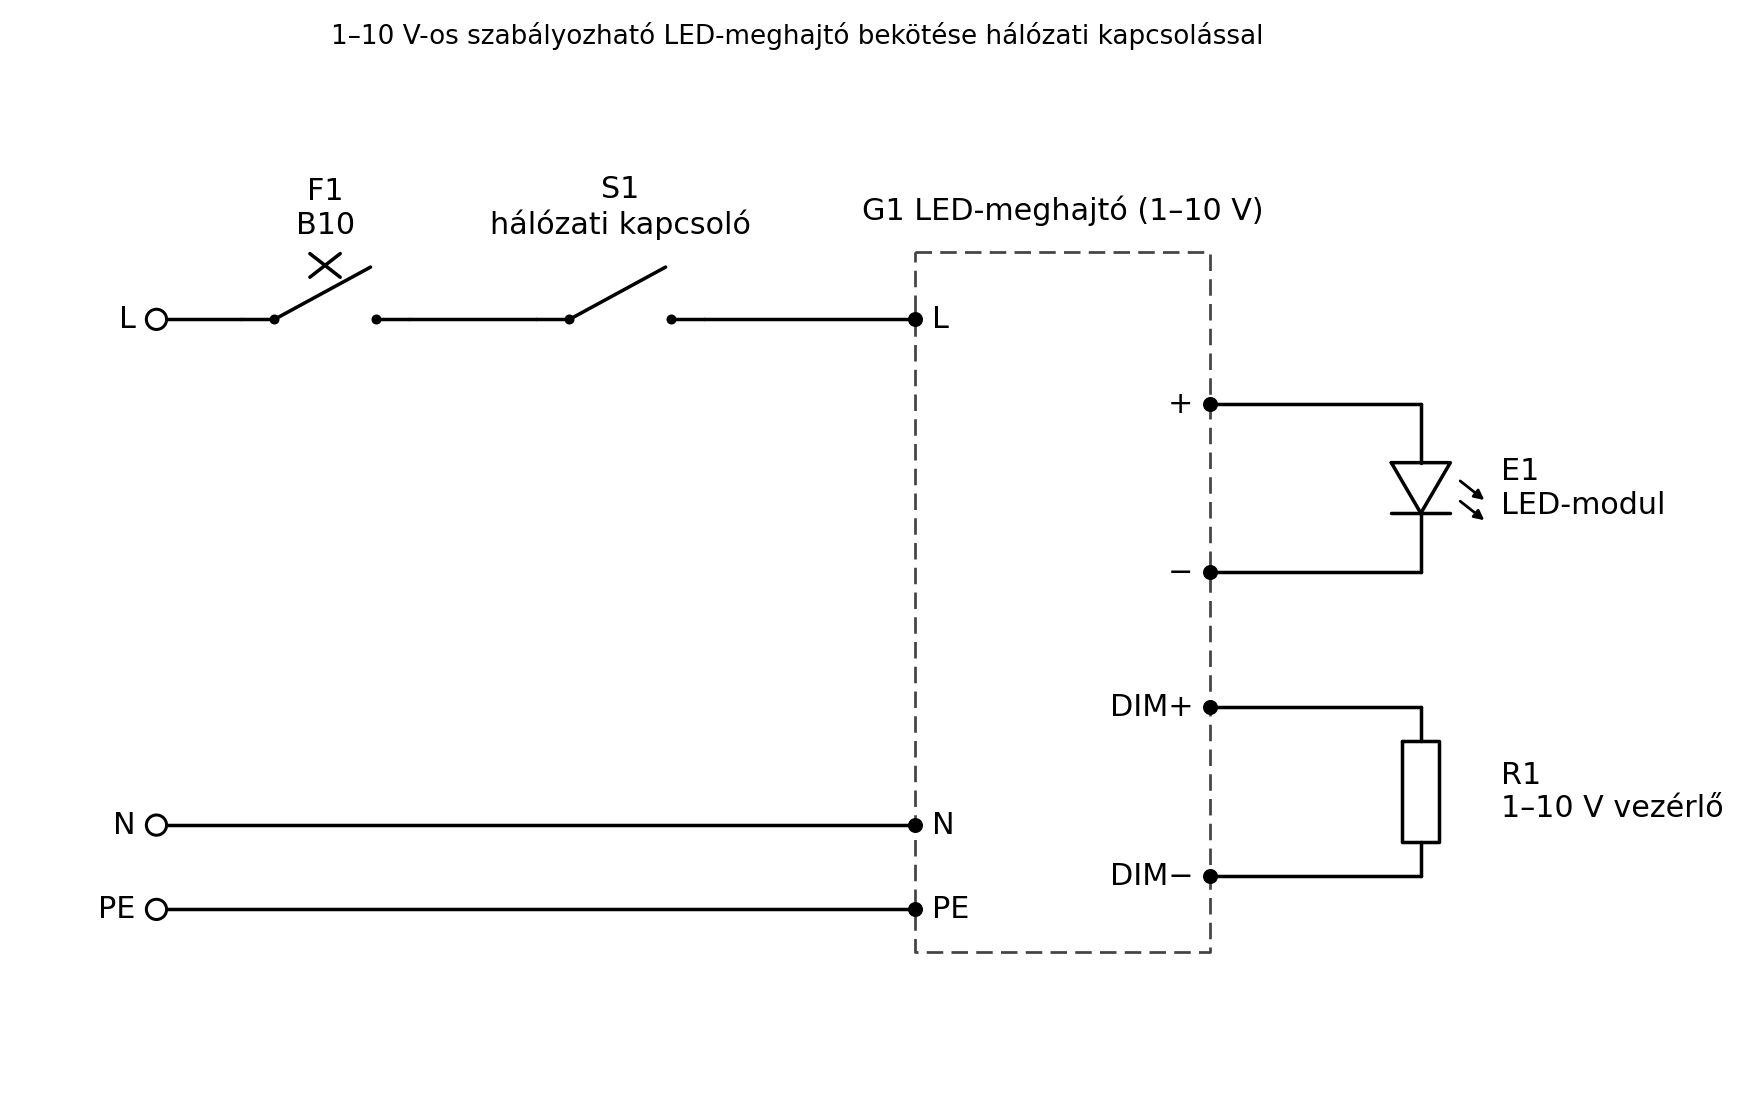 1–10 V-os szabályozható LED-meghajtó bekötése hálózati kapcsolással
F1
B10
S1
hálózati kapcsoló
G1 LED-meghajtó (1–10 V)
L
L
+
E1
LED-modul
−
DIM+
R1
1–10 V vezérlő
N
N
DIM−
PE
PE